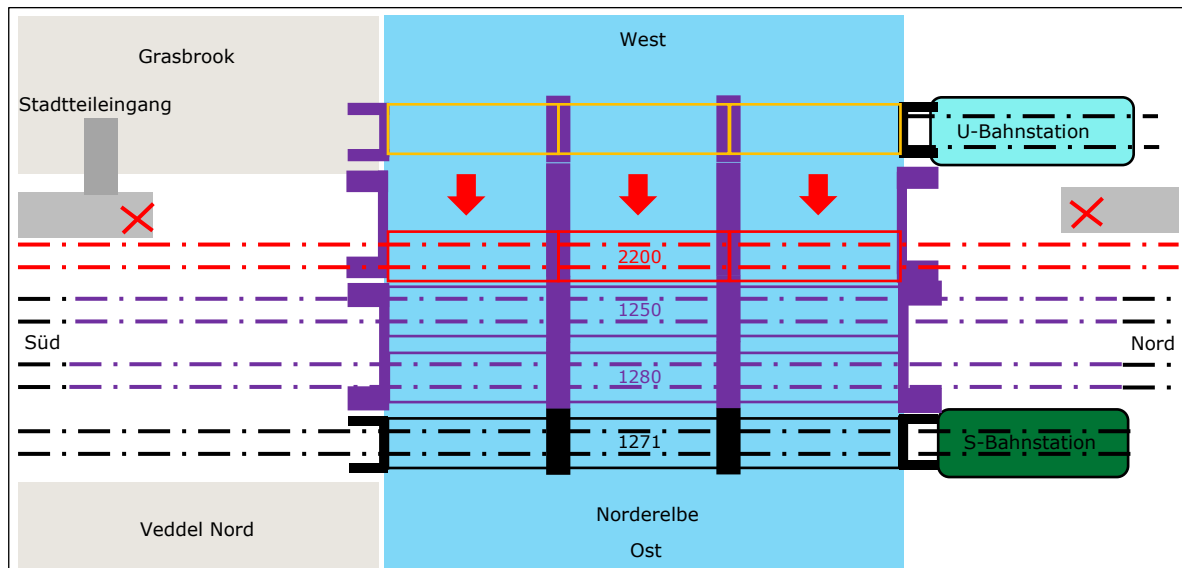 West
Grasbrook
Stadtteileingang
U-Bahnstation
2200
1250
Süd
Nord
1280
1271
S-Bahnstation
Norderelbe
Veddel Nord
Ost